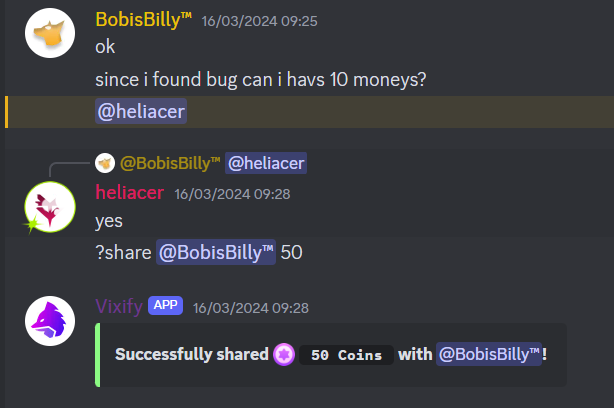 BobisBilly™ 16/03/2024 09:25
ok
since i found bug can i havs 10 moneys?
@heliacer
@BobisBilly™ @heliacer
heliacer 16/03/2024 09:28
yes
?share @BobisBilly™ 50
Vixify APP 16/03/2024 09:28
Successfully shared 50 Coins with @BobisBilly™!